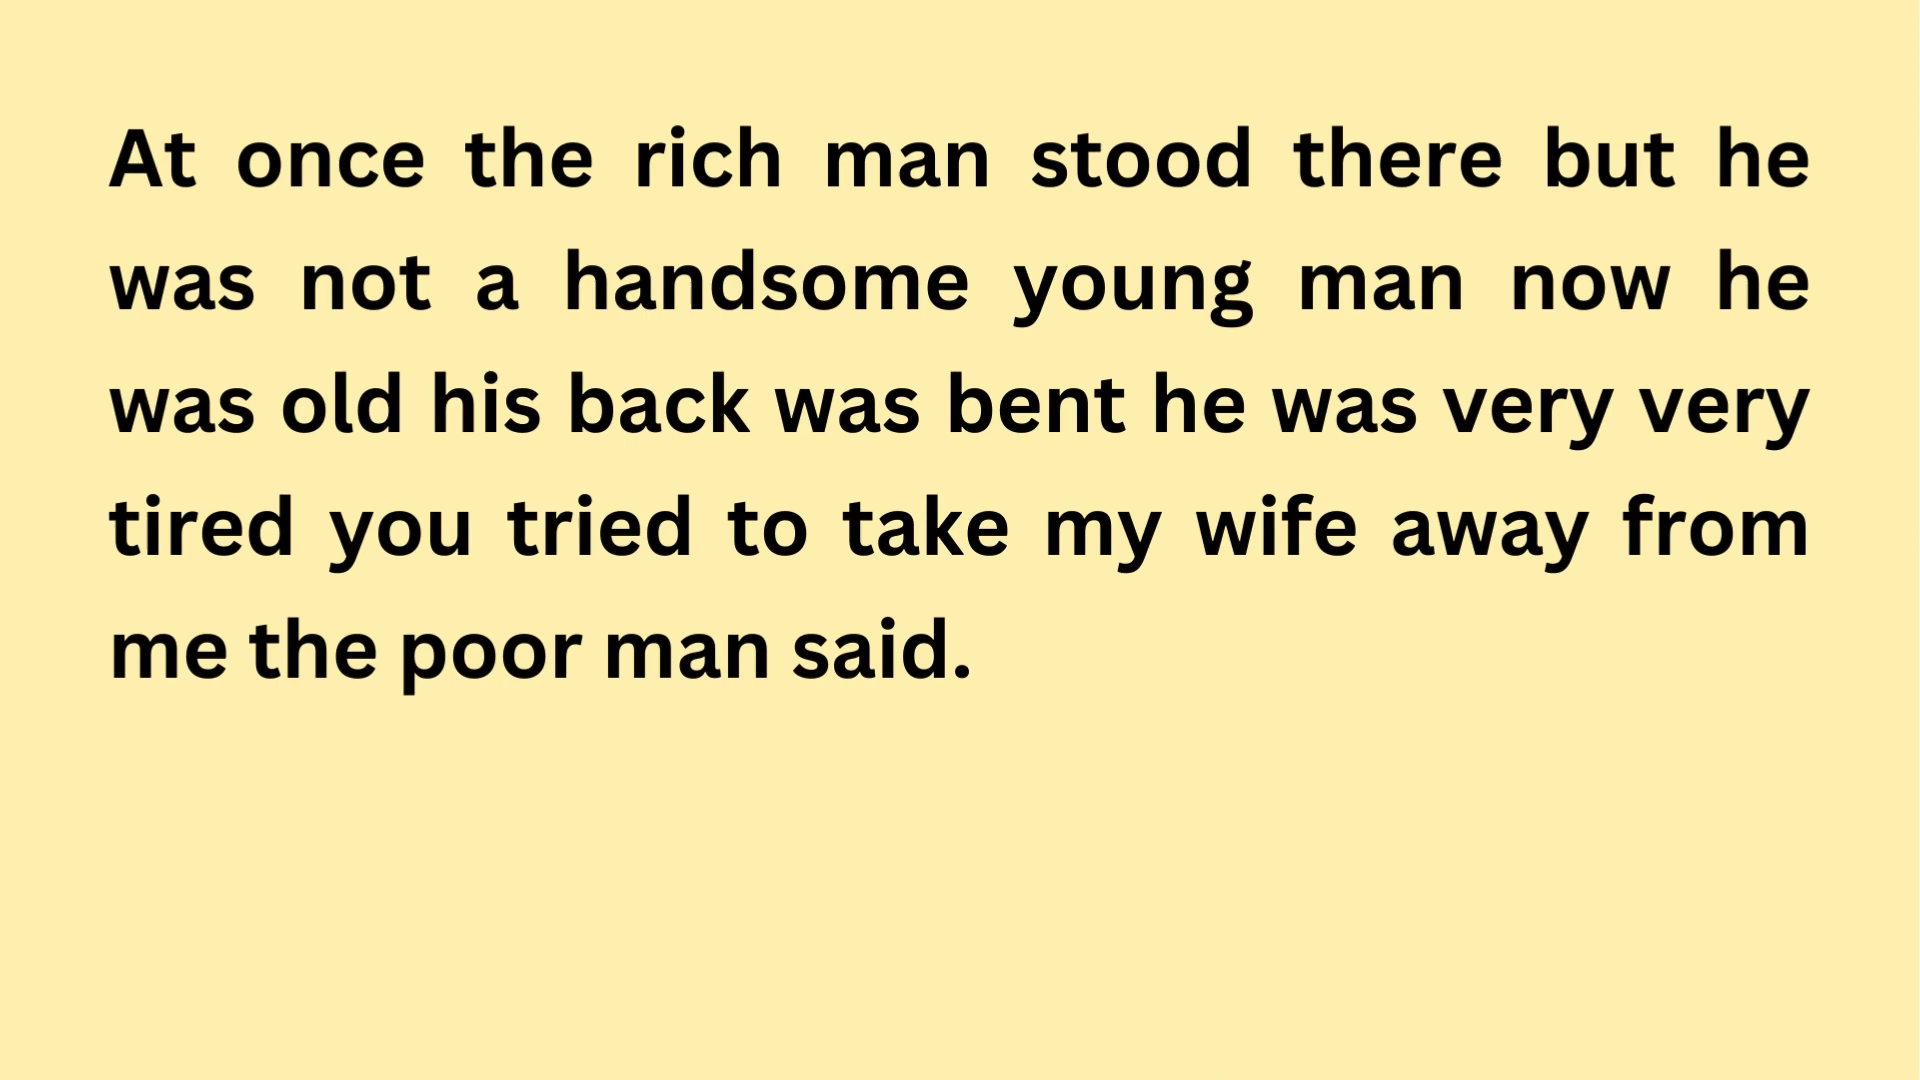 At once the rich man stood there but he
was not a handsome young man now he
was old his back was bent he was very very
tired you tried to take my wife away from
me the poor man said.